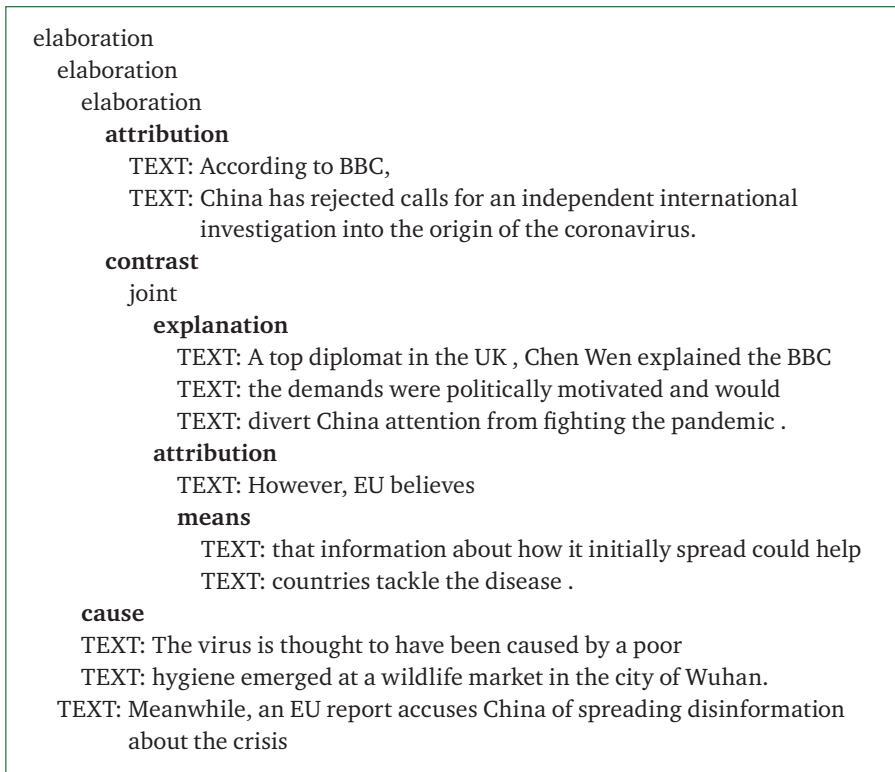 elaboration
elaboration
elaboration
attribution
TEXT: According to BBC,
TEXT: China has rejected calls for an independent international
investigation into the origin of the coronavirus.
contrast
joint
explanation
TEXT: A top diplomat in the UK , Chen Wen explained the BBC
TEXT: the demands were politically motivated and would
TEXT: divert China attention from fighting the pandemic .
attribution
TEXT: However, EU believes
means
TEXT: that information about how it initially spread could help
TEXT: countries tackle the disease .
cause
TEXT: The virus is thought to have been caused by a poor
TEXT: hygiene emerged at a wildlife market in the city of Wuhan.
TEXT: Meanwhile, an EU report accuses China of spreading disinformation
about the crisis